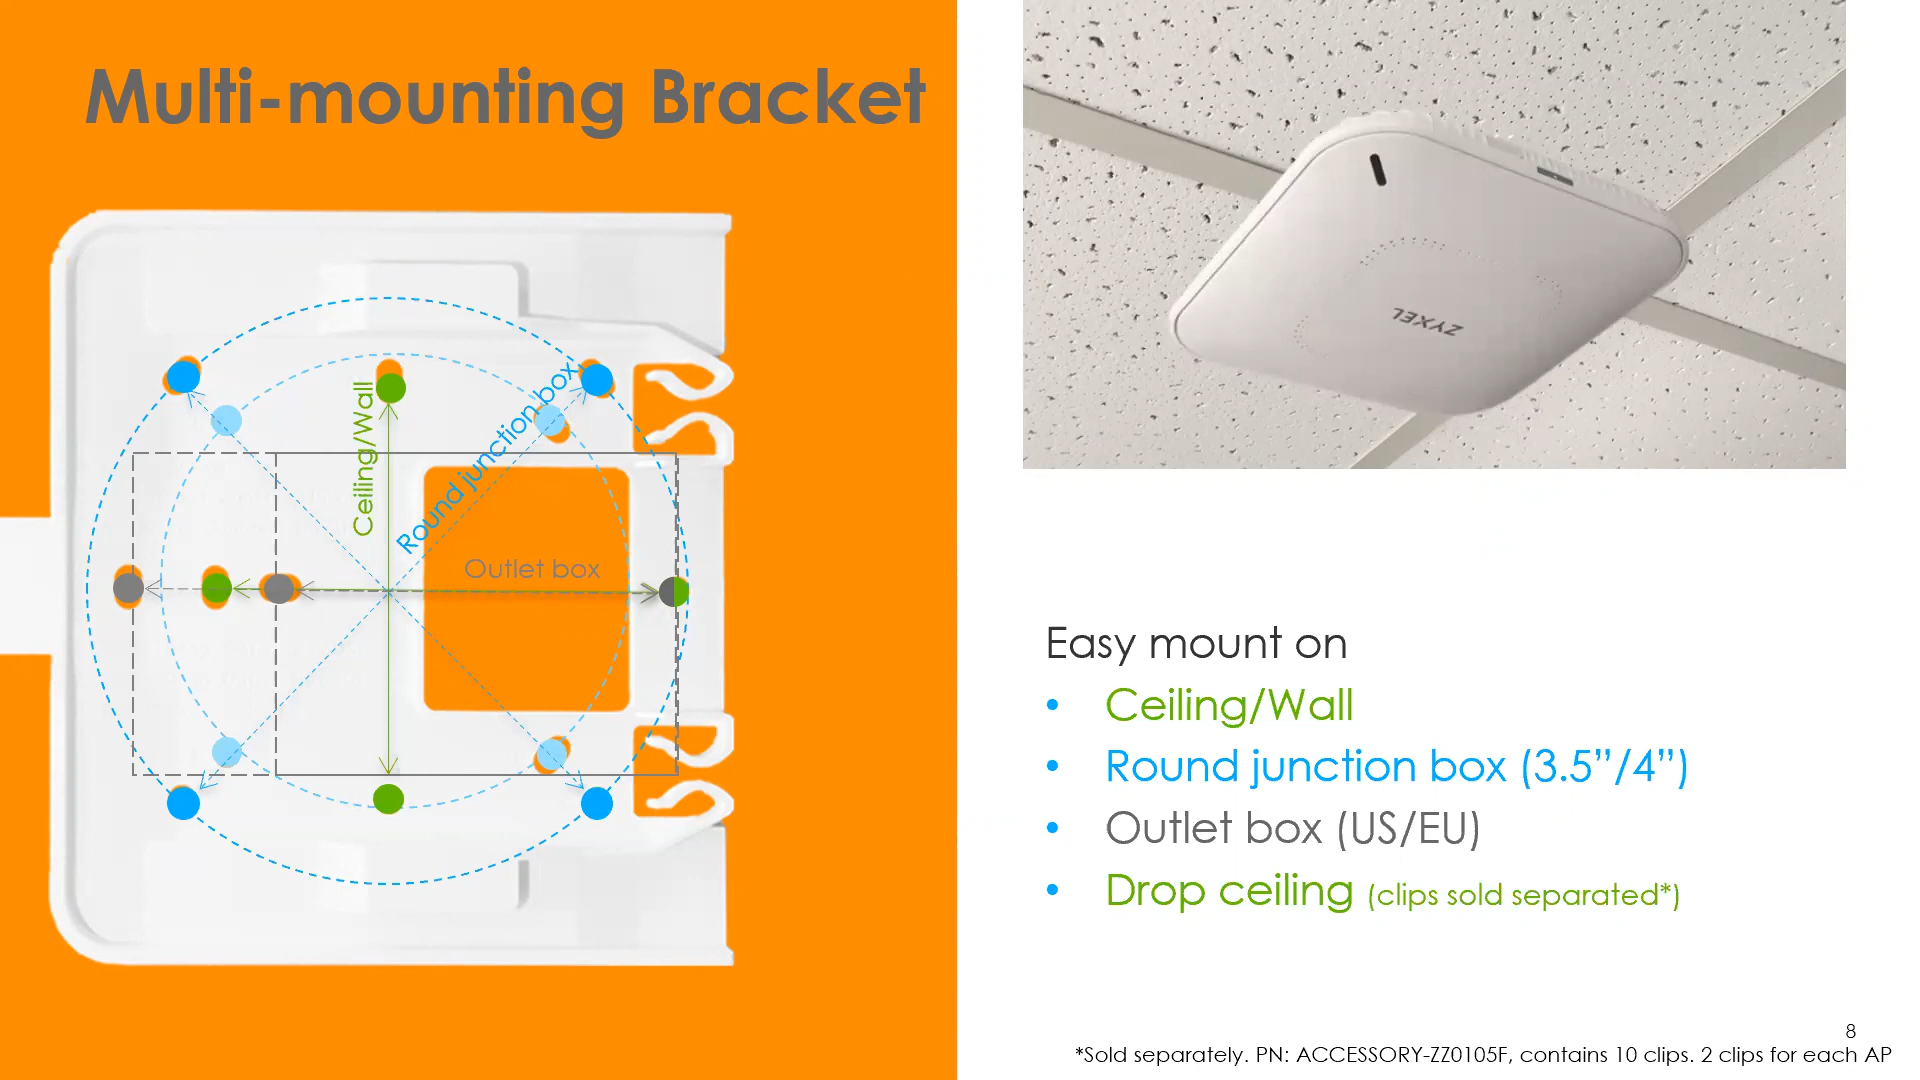 Multi-mounting Bracket
ZYXEL
Ceiling/Wall
Round junction box
Outlet box
Easy mount on
• Ceiling/Wall
• Round junction box (3.5”/4”)
• Outlet box (US/EU)
• Drop ceiling (clips sold separated*)
8
*Sold separately. PN: ACCESSORY-ZZ0105F, contains 10 clips. 2 clips for each AP